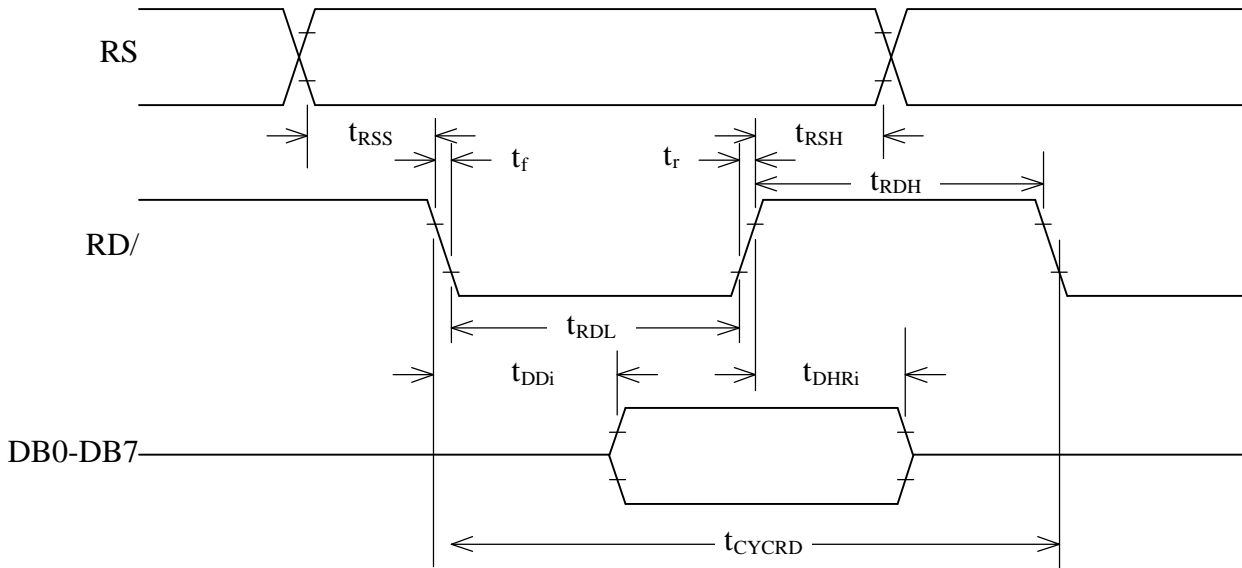 RS
tRSS
tRSH
tf
tr
tRDH
RD/
tRDL
tDDi
tDHRi
DB0-DB7
tCYCRD